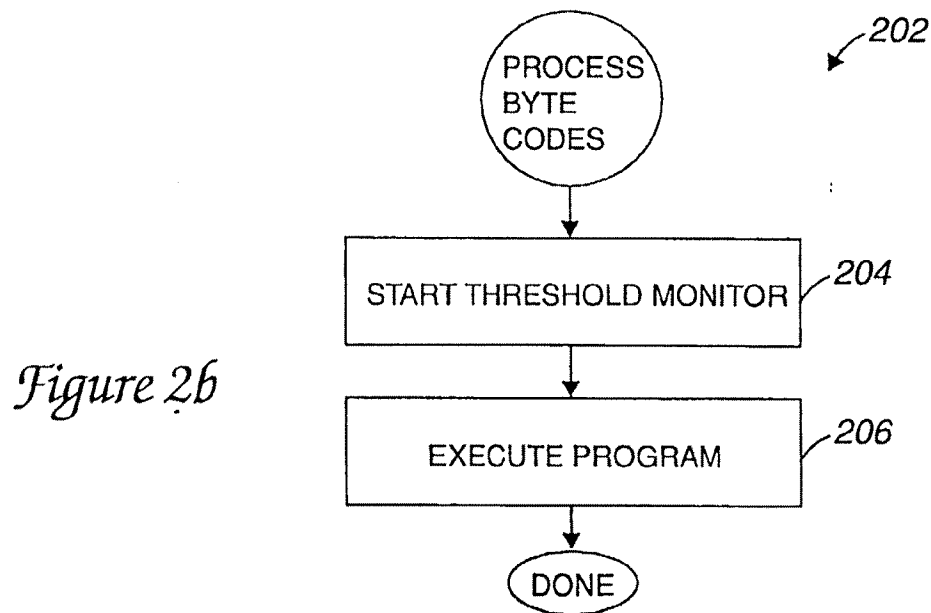 202
PROCESS
BYTE
CODES
START THRESHOLD MONITOR
204
Figure 2b
EXECUTE PROGRAM
206
DONE